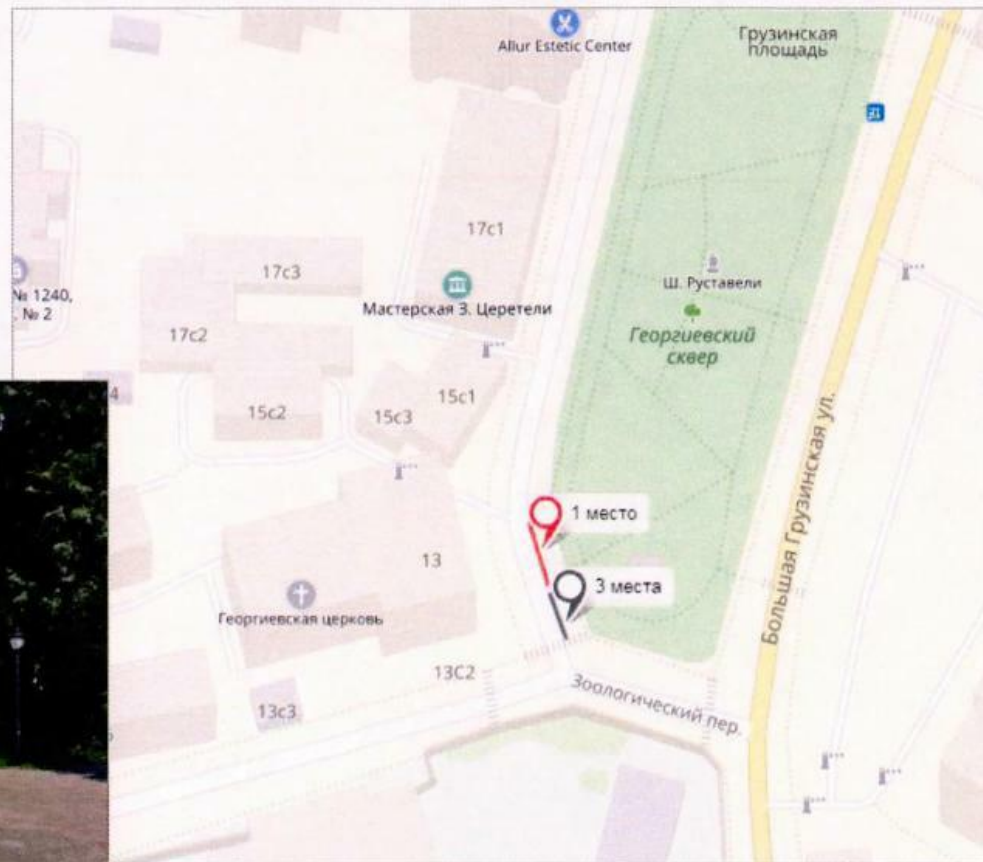 Allur Estetic Center
Грузинская
площадь
17с1
17с3
№ 1240,
. № 2
Мастерская З. Церетели
17с2
Ш. Руставели
Георгиевский
сквер
4
15с2
15с3
15с1
Большая Грузинская ул.
1 место
13
3 места
Георгиевская церковь
13С2
Зоологический пер.
13с3